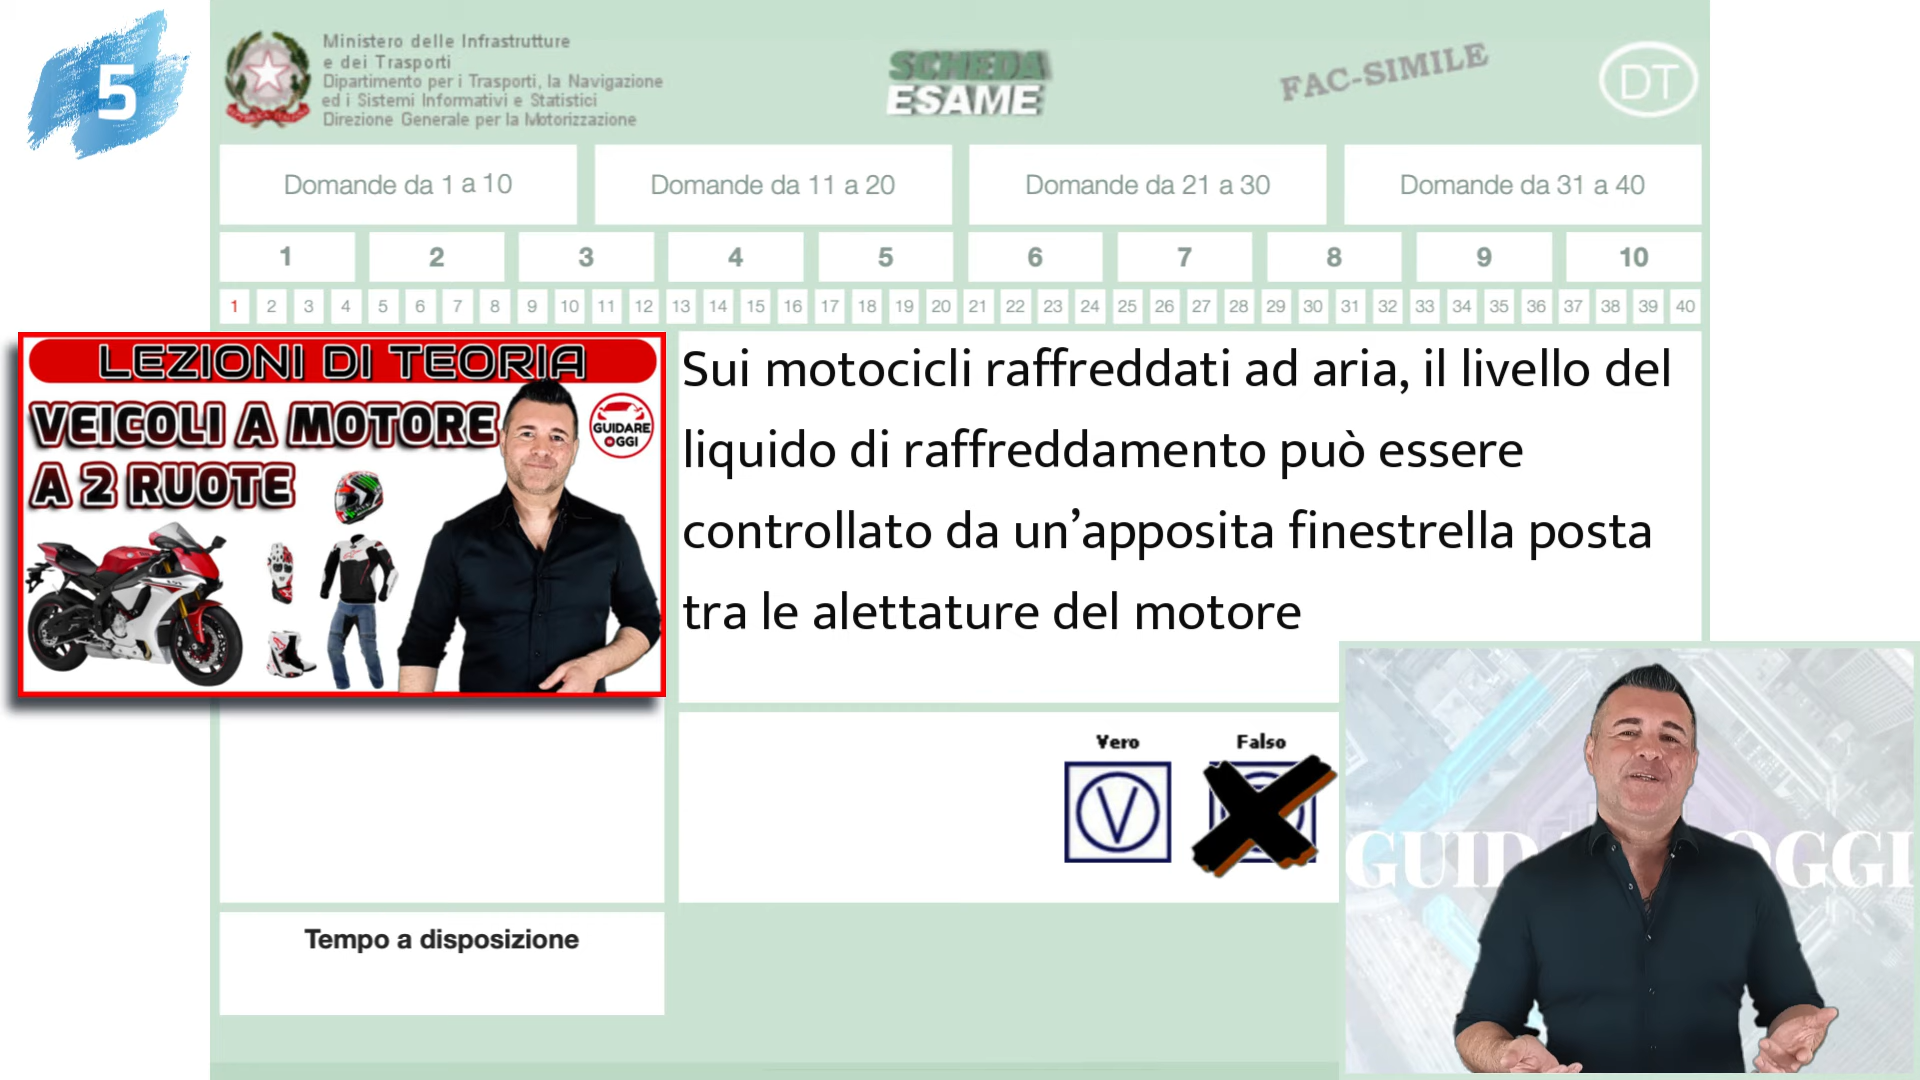 5
Ministero delle Infrastrutture
e dei Trasporti
Dipartimento per i Trasporti, la Navigazione
ed i Sistemi Informativi e Statistici
Direzione Generale per la Motorizzazione
SCHEDA
ESAME
FAC-SIMILE
DT
Domande da 1 a 10
Domande da 11 a 20
Domande da 21 a 30
Domande da 31 a 40
1 2 3 4 5 6 7 8 9 10
1 2 3 4 5 6 7 8 9 10 11 12 13 14 15 16 17 18 19 20 21 22 23 24 25 26 27 28 29 30 31 32 33 34 35 36 37 38 39 40
LEZIONI DI TEORIA
VEICOLI A MOTORE
A 2 RUOTE
GUIDARE
OGGI
Sui motocicli raffreddati ad aria, il livello del
liquido di raffreddamento può essere
controllato da un’apposita finestrella posta
tra le alettature del motore
Vero
Falso
V
Tempo a disposizione
OGGI